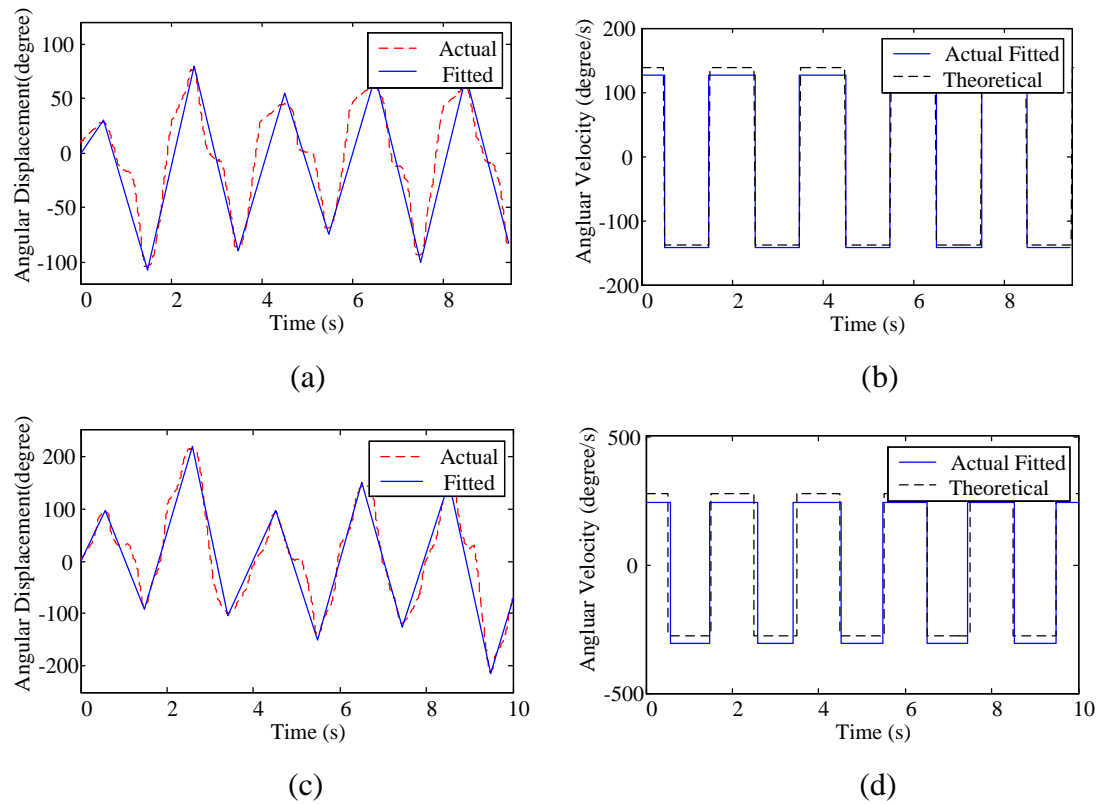 Angular Displacement(degree)
100
50
0
-50
-100
Actual
Fitted
0 2 4 6 8
Time (s)
(a)
Angluar Velocity (degree/s)
200
100
0
-100
-200
Actual Fitted
Theoretical
0 2 4 6 8
Time (s)
(b)
Angular Displacement(degree)
200
100
0
-100
-200
Actual
Fitted
0 2 4 6 8 10
Time (s)
(c)
Angluar Velocity (degree/s)
500
0
-500
Actual Fitted
Theoretical
0 2 4 6 8 10
Time (s)
(d)